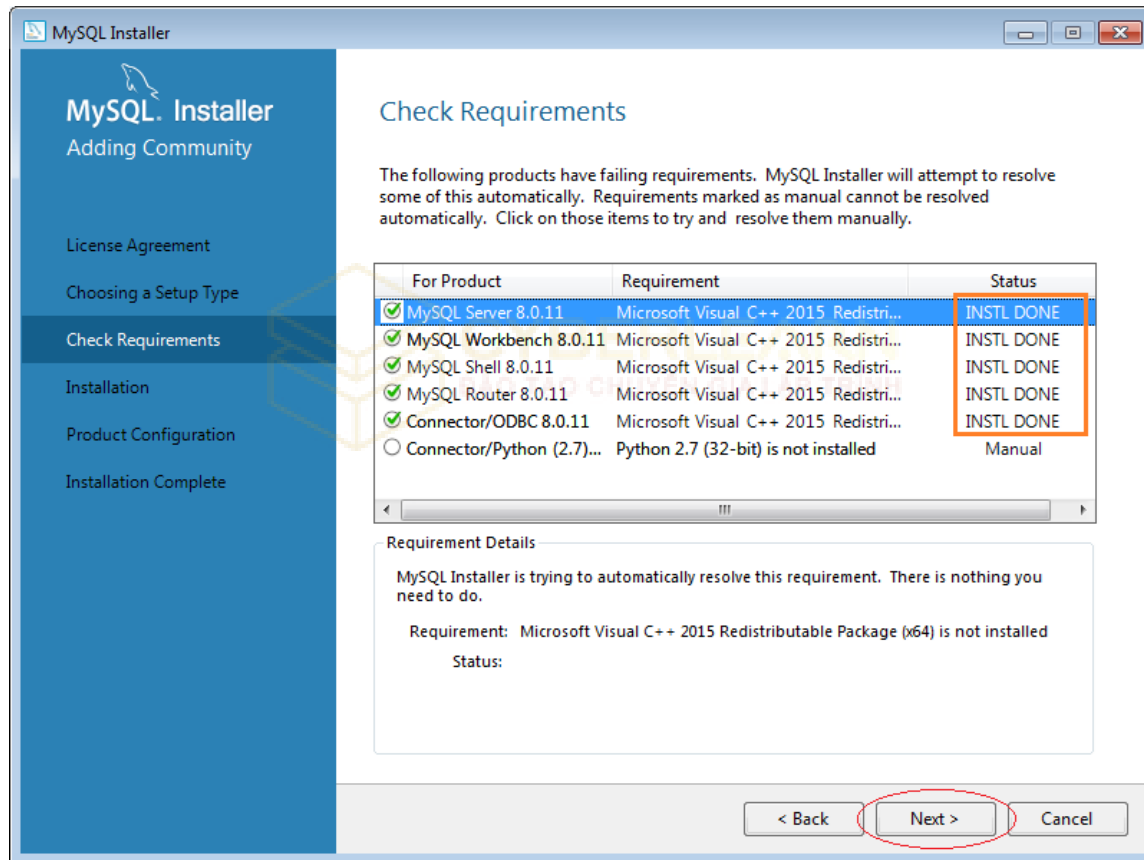 MySQL Installer
MySQL. Installer
Adding Community
License Agreement
Choosing a Setup Type
Check Requirements
Installation
Product Configuration
Installation Complete
Check Requirements
The following products have failing requirements. MySQL Installer will attempt to resolve
some of this automatically. Requirements marked as manual cannot be resolved
automatically. Click on those items to try and resolve them manually.
For Product Requirement Status
MySQL Server 8.0.11 Microsoft Visual C++ 2015 Redistri... INSTL DONE
MySQL Workbench 8.0.11 Microsoft Visual C++ 2015 Redistri... INSTL DONE
MySQL Shell 8.0.11 Microsoft Visual C++ 2015 Redistri... INSTL DONE
MySQL Router 8.0.11 Microsoft Visual C++ 2015 Redistri... INSTL DONE
Connector/ODBC 8.0.11 Microsoft Visual C++ 2015 Redistri... INSTL DONE
Connector/Python (2.7)... Python 2.7 (32-bit) is not installed Manual
Requirement Details
MySQL Installer is trying to automatically resolve this requirement. There is nothing you
need to do.
Requirement: Microsoft Visual C++ 2015 Redistributable Package (x64) is not installed
Status:
< Back Next > Cancel